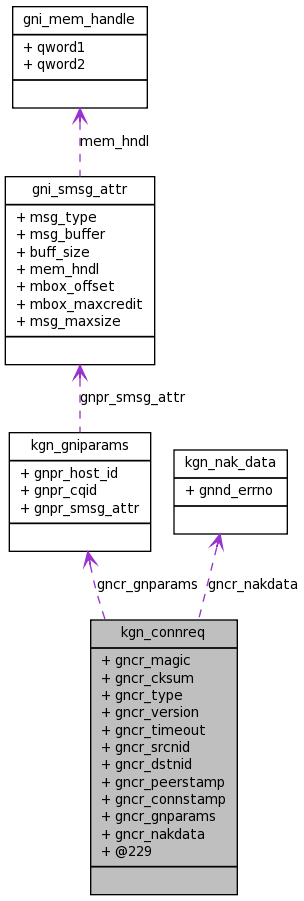 gni_mem_handle
+ qword1
+ qword2
mem_hndl
gni_smsg_attr
+ msg_type
+ msg_buffer
+ buff_size
+ mem_hndl
+ mbox_offset
+ mbox_maxcredit
+ msg_maxsize
gnpr_smsg_attr
kgn_gniparams
+ gnpr_host_id
+ gnpr_cqid
+ gnpr_smsg_attr
kgn_nak_data
+ gnnd_errno
gncr_gnparams
gncr_nakdata
kgn_connreq
+ gncr_magic
+ gncr_cksum
+ gncr_type
+ gncr_version
+ gncr_timeout
+ gncr_srcnid
+ gncr_dstnid
+ gncr_peerstamp
+ gncr_connstamp
+ gncr_gnparams
+ gncr_nakdata
+ @229